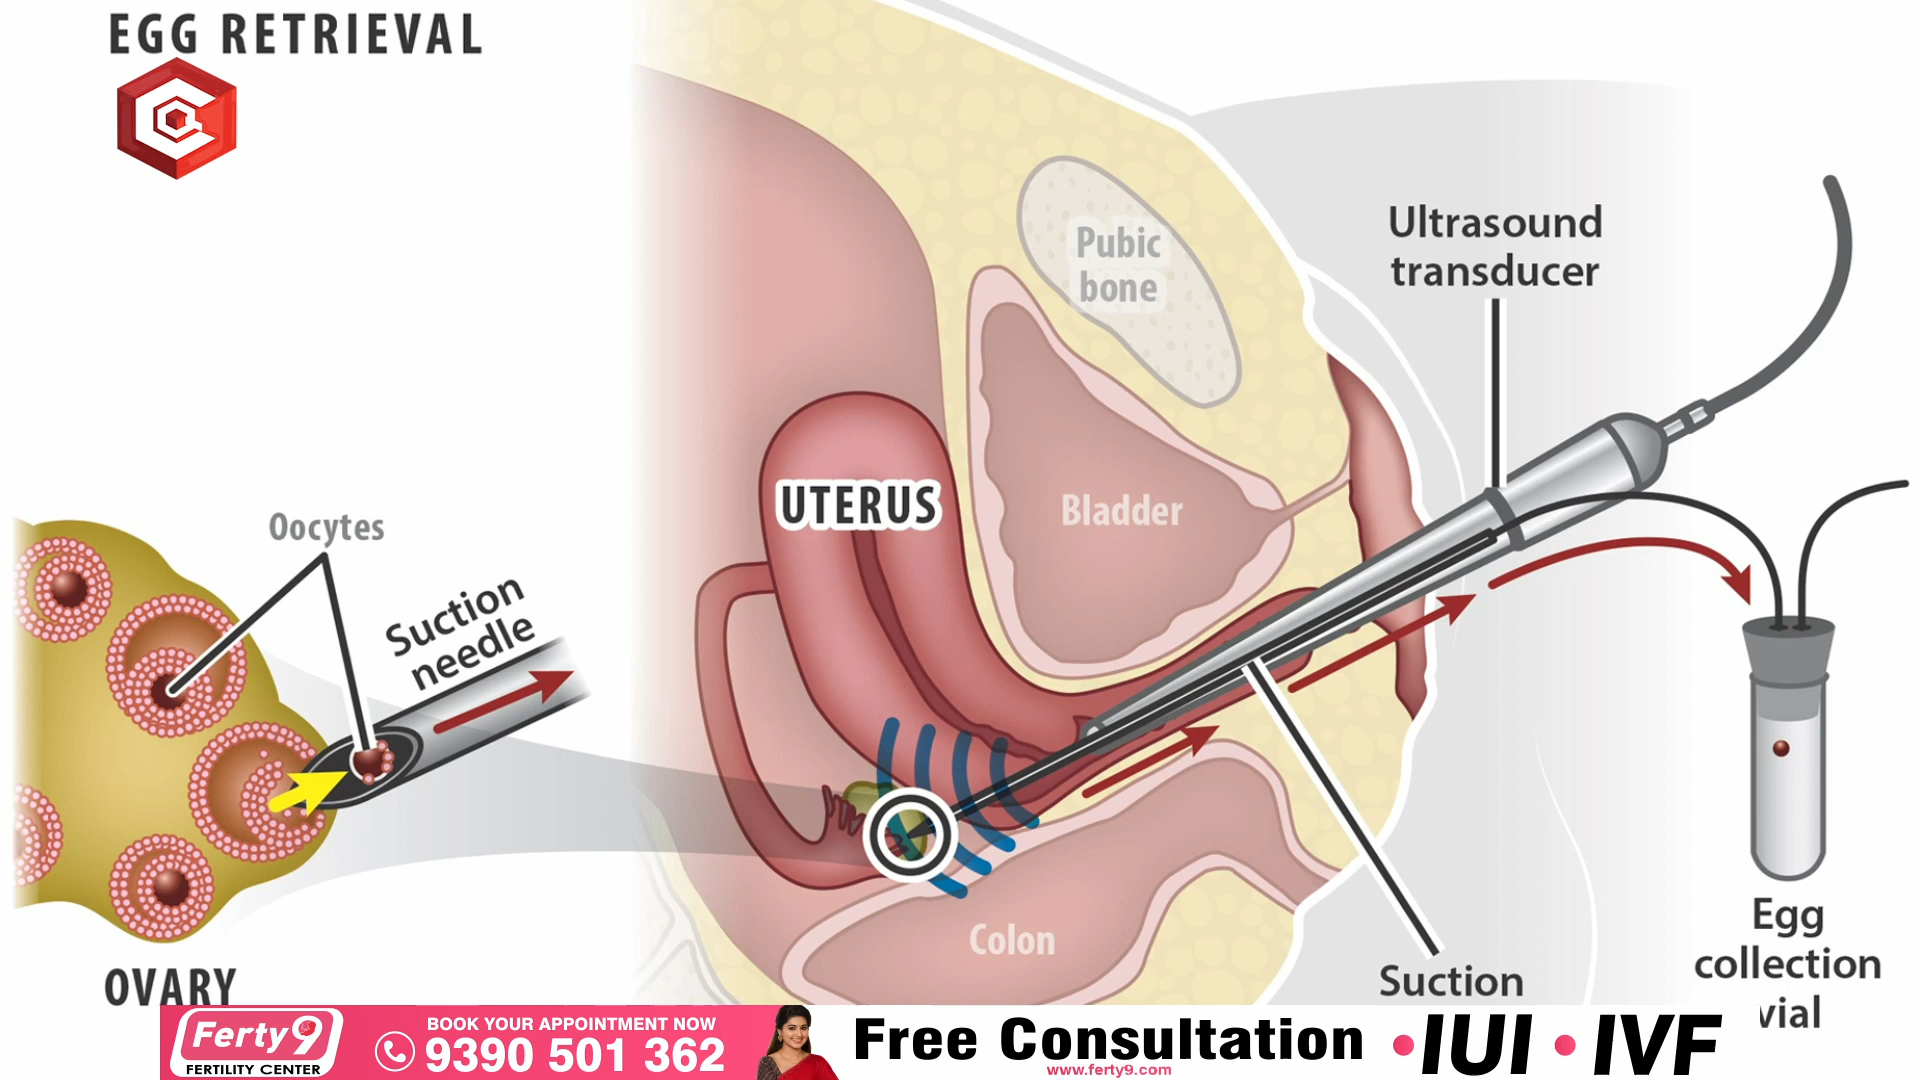 EGG RETRIEVAL
Pubic
bone
Ultrasound
transducer
UTERUS
Bladder
Oocytes
Suction
needle
Colon
Suction
Egg
collection
vial
OVARY
Ferty9
FERTILITY CENTER
BOOK YOUR APPOINTMENT NOW
9390 501 362
Free Consultation
www.ferty9.com
•IUI •IVF